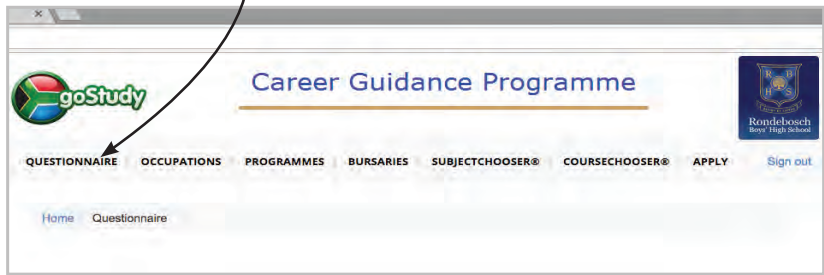 goStudy
Career Guidance Programme
R B
H S
Rondebosch
Boys' High School
QUESTIONNAIRE OCCUPATIONS PROGRAMMES BURSARIES SUBJECTCHOOSER® COURSECHOOSER® APPLY Sign out
Home Questionnaire